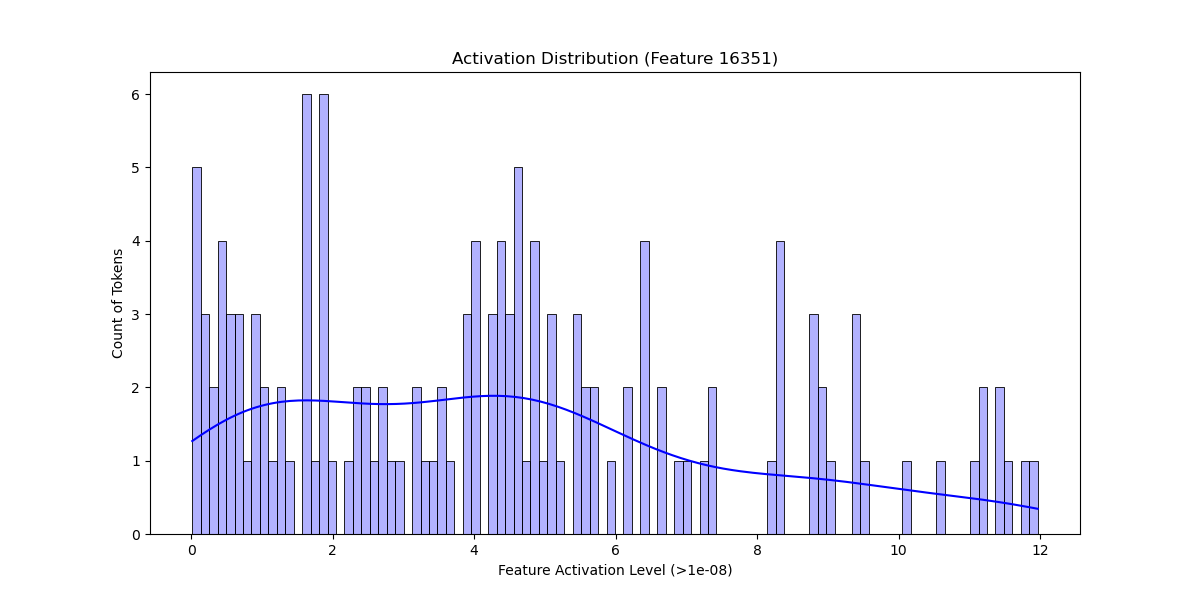 Activation Distribution (Feature 16351)
6
5
4
3
2
1
0
Count of Tokens
0 2 4 6 8 10 12
Feature Activation Level (>1e-08)